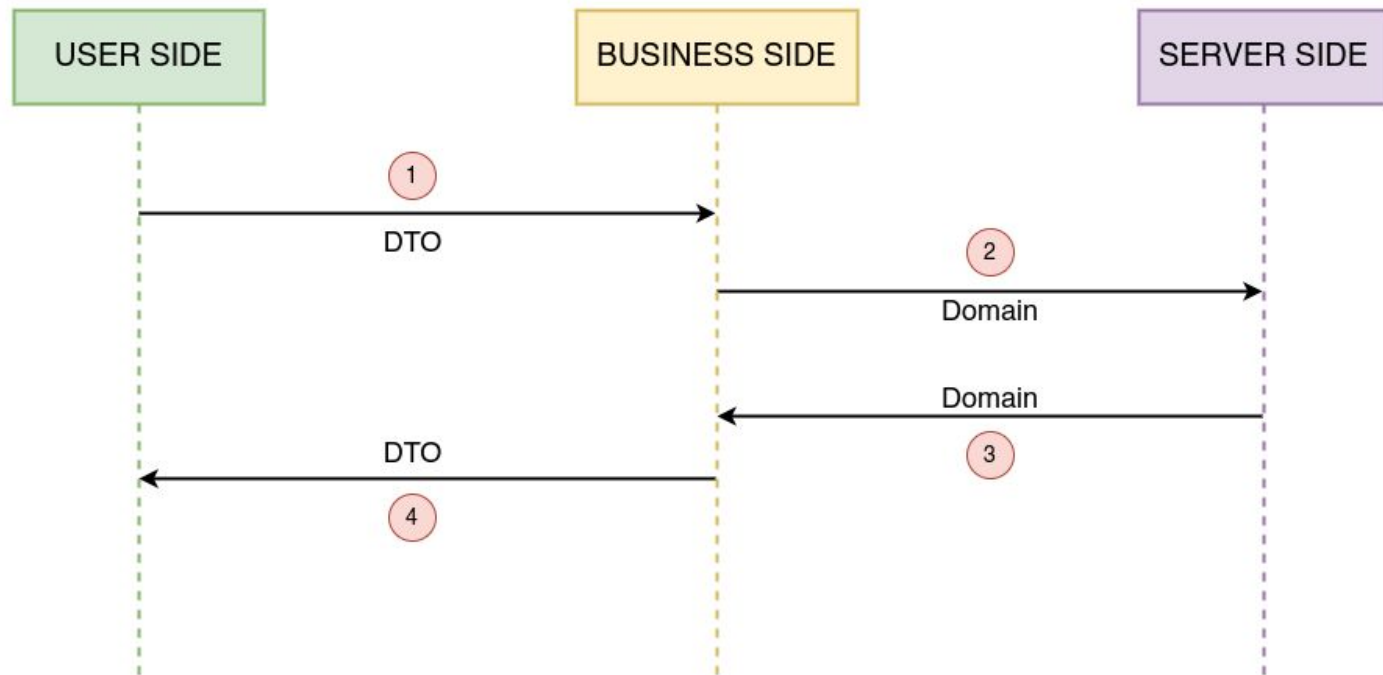 USER SIDE
BUSINESS SIDE
SERVER SIDE
1
DTO
2
Domain
Domain
3
DTO
4